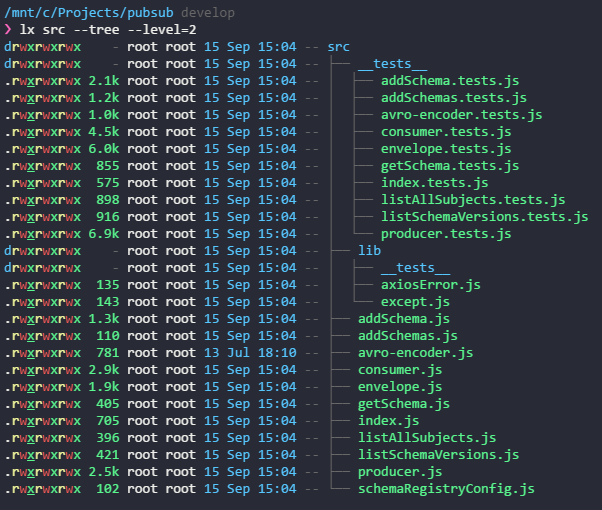 /mnt/c/Projects/pubsub develop
❯ lx src --tree --level=2
drwxrwxrwx    - root root 15 Sep 15:04 -- src
drwxrwxrwx    - root root 15 Sep 15:04 -- ├── __tests__
.rwxrwxrwx 2.1k root root 15 Sep 15:04 -- │  ├── addSchema.tests.js
.rwxrwxrwx 1.2k root root 15 Sep 15:04 -- │  ├── addSchemas.tests.js
.rwxrwxrwx 1.0k root root 15 Sep 15:04 -- │  ├── avro-encoder.tests.js
.rwxrwxrwx 4.5k root root 15 Sep 15:04 -- │  ├── consumer.tests.js
.rwxrwxrwx 6.0k root root 15 Sep 15:04 -- │  ├── envelope.tests.js
.rwxrwxrwx  855 root root 15 Sep 15:04 -- │  ├── getSchema.tests.js
.rwxrwxrwx  575 root root 15 Sep 15:04 -- │  ├── index.tests.js
.rwxrwxrwx  898 root root 15 Sep 15:04 -- │  ├── listAllSubjects.tests.js
.rwxrwxrwx  916 root root 15 Sep 15:04 -- │  ├── listSchemaVersions.tests.js
.rwxrwxrwx 6.9k root root 15 Sep 15:04 -- │  └── producer.tests.js
drwxrwxrwx    - root root 15 Sep 15:04 -- ├── lib
drwxrwxrwx    - root root 15 Sep 15:04 -- │  ├── __tests__
.rwxrwxrwx  135 root root 15 Sep 15:04 -- │  ├── axiosError.js
.rwxrwxrwx  143 root root 15 Sep 15:04 -- │  └── except.js
.rwxrwxrwx 1.3k root root 15 Sep 15:04 -- ├── addSchema.js
.rwxrwxrwx  110 root root 15 Sep 15:04 -- ├── addSchemas.js
.rwxrwxrwx  781 root root 13 Jul 18:10 -- ├── avro-encoder.js
.rwxrwxrwx 2.9k root root 15 Sep 15:04 -- ├── consumer.js
.rwxrwxrwx 1.9k root root 15 Sep 15:04 -- ├── envelope.js
.rwxrwxrwx  405 root root 15 Sep 15:04 -- ├── getSchema.js
.rwxrwxrwx  705 root root 15 Sep 15:04 -- ├── index.js
.rwxrwxrwx  396 root root 15 Sep 15:04 -- ├── listAllSubjects.js
.rwxrwxrwx  421 root root 15 Sep 15:04 -- ├── listSchemaVersions.js
.rwxrwxrwx 2.5k root root 15 Sep 15:04 -- ├── producer.js
.rwxrwxrwx  102 root root 15 Sep 15:04 -- └── schemaRegistryConfig.js